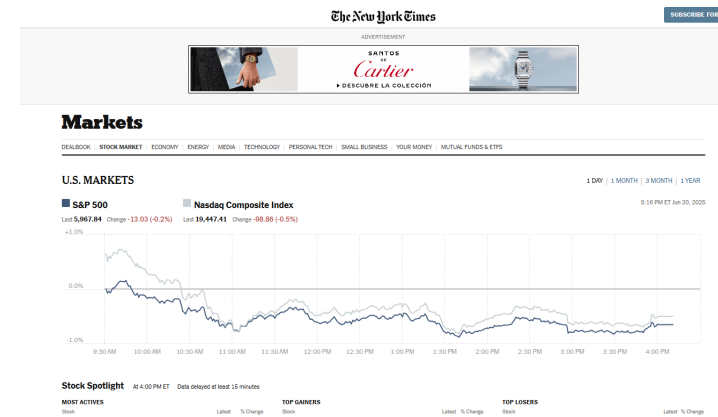 The New York Times
SUBSCRIBE FOR
ADVERTISEMENT
SANTOS
DE
Cartier
DESCUBRE LA COLECCIÓN
Markets
DEALBOOK | STOCK MARKET | ECONOMY | ENERGY | MEDIA | TECHNOLOGY | PERSONAL TECH | SMALL BUSINESS | YOUR MONEY | MUTUAL FUNDS & ETFS
U.S. MARKETS
1 DAY | 1 MONTH | 3 MONTH | 1 YEAR
S&P 500 Nasdaq Composite Index 5:16 PM ET Jun 20, 2025
Last 5,967.84 Change -13.03 (-0.2%) Last 19,447.41 Change -98.86 (-0.5%)
+1.0%
0.0%
-1.0%
9:30 AM 10:00 AM 10:30 AM 11:00 AM 11:30 AM 12:00 PM 12:30 PM 1:00 PM 1:30 PM 2:00 PM 2:30 PM 3:00 PM 3:30 PM 4:00 PM
Stock Spotlight At 4:00 PM ET Data delayed at least 15 minutes
MOST ACTIVES TOP GAINERS TOP LOSERS
Stock Latest % Change Stock Latest % Change Stock Latest % Change